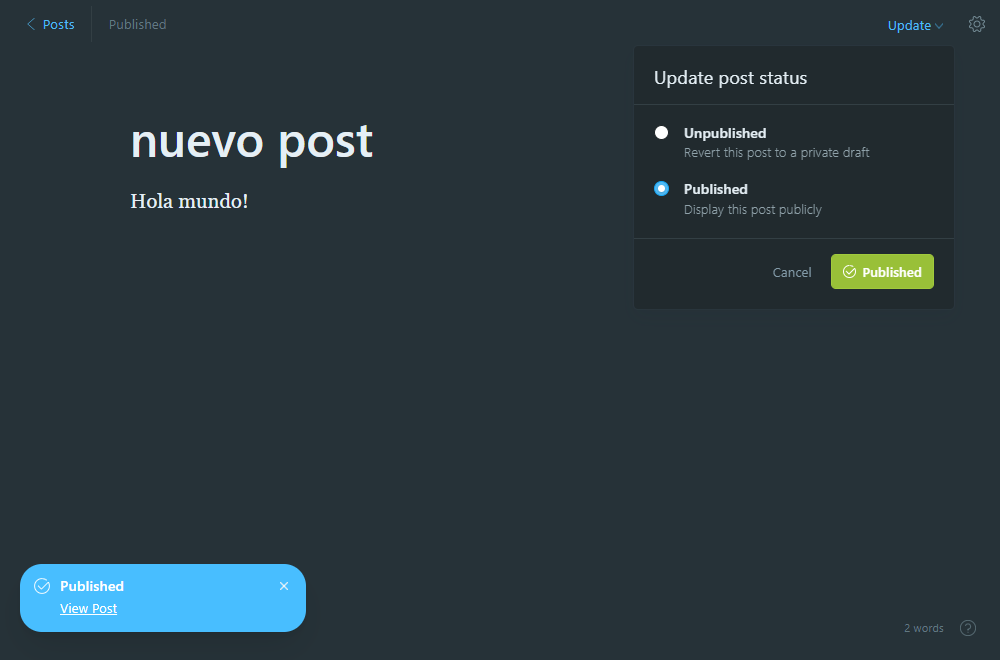 Posts
Published
Update
Update post status
nuevo post
Unpublished
Revert this post to a private draft
Published
Display this post publicly
Hola mundo!
Cancel
Published
Published
View Post
2 words
?